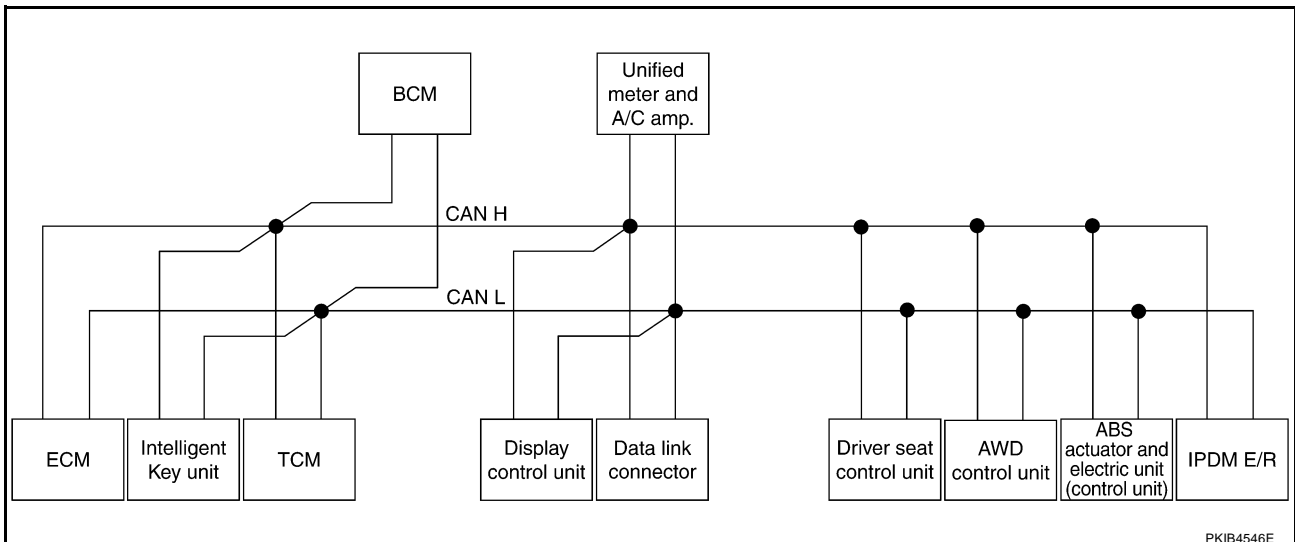 BCM
Unified
meter and
A/C amp.
CAN H
CAN L
ECM
Intelligent
Key unit
TCM
Display
control unit
Data link
connector
Driver seat
control unit
AWD
control unit
ABS
actuator and
electric unit
(control unit)
IPDM E/R
PKIB4546E